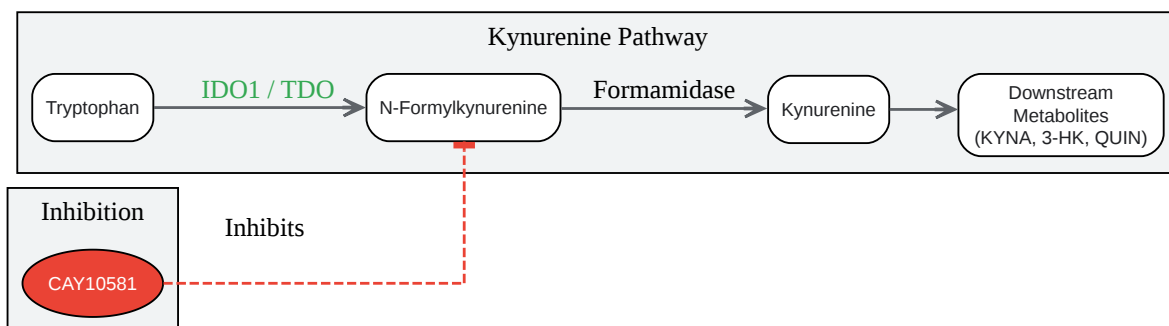 Kynurenine Pathway
Tryptophan
IDO1 / TDO
N-Formylkynurenine
Formamidase
Kynurenine
Downstream
Metabolites
(KYNA, 3-HK, QUIN)
Inhibition
CAY10581
Inhibits